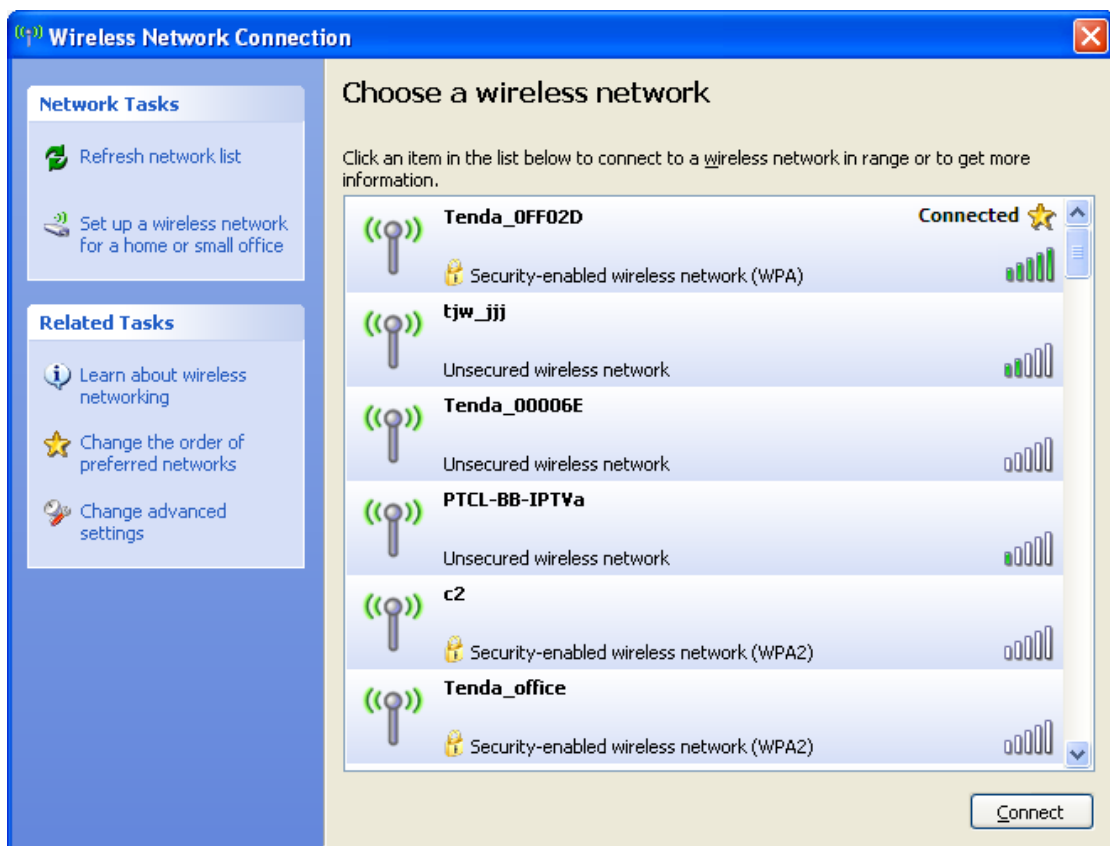 Wireless Network Connection
Network Tasks
Refresh network list
Set up a wireless network
for a home or small office
Related Tasks
Learn about wireless
networking
Change the order of
preferred networks
Change advanced
settings
Choose a wireless network
Click an item in the list below to connect to a wireless network in range or to get more
information.
Tenda_0FF02D
Connected
Security-enabled wireless network (WPA)
tjw_jjj
Unsecured wireless network
Tenda_00006E
Unsecured wireless network
PTCL-BB-IPTVa
Unsecured wireless network
c2
Security-enabled wireless network (WPA2)
Tenda_office
Security-enabled wireless network (WPA2)
Connect